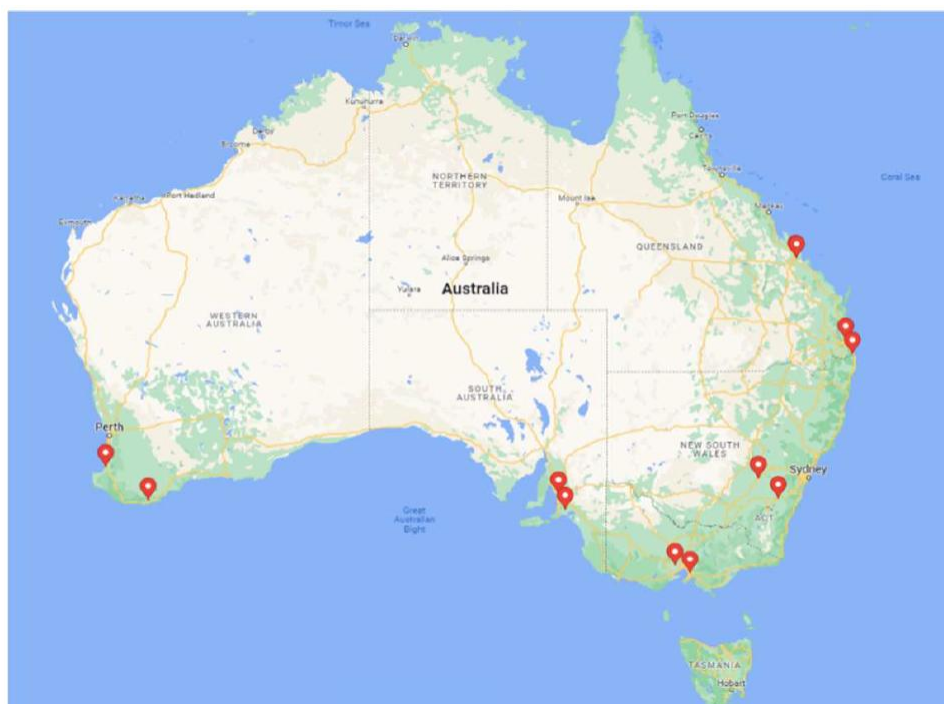 Timor Sea
Darwin
Kununurra
Derby
Broome
Port Douglas
Cairns
Townsville
Coral Sea
NORTHERN
TERRITORY
Karratha
Port Hedland
Mount Isa
Mackay
Exmouth
QUEENSLAND
Alice Springs
Yulara
Australia
WESTERN
AUSTRALIA
SOUTH
AUSTRALIA
Perth
NEW SOUTH
WALES
Sydney
Great
Australian
Bight
ACT
TASMANIA
Hobart